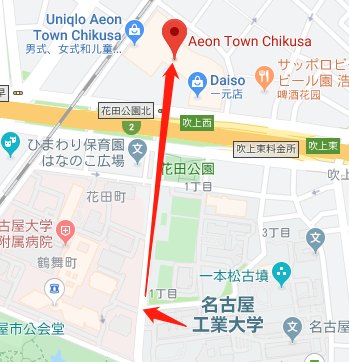 Uniqlo Aeon
Town Chikusa
男式、女式和儿童...
Aeon Town Chikusa
Daiso
一元店
サッポロビー
ビール園 浩
啤酒花园
早
花田公園北
2
吹上西
吹上東料金所
吹上東
吹上
ひまわり保育園
はなのこ広場
花田公園
1丁目
花田町
古屋大学
附属病院
鶴舞町
3丁目
一本松古墳
1丁目
名古屋
工業大学
名古屋
屋市公会堂